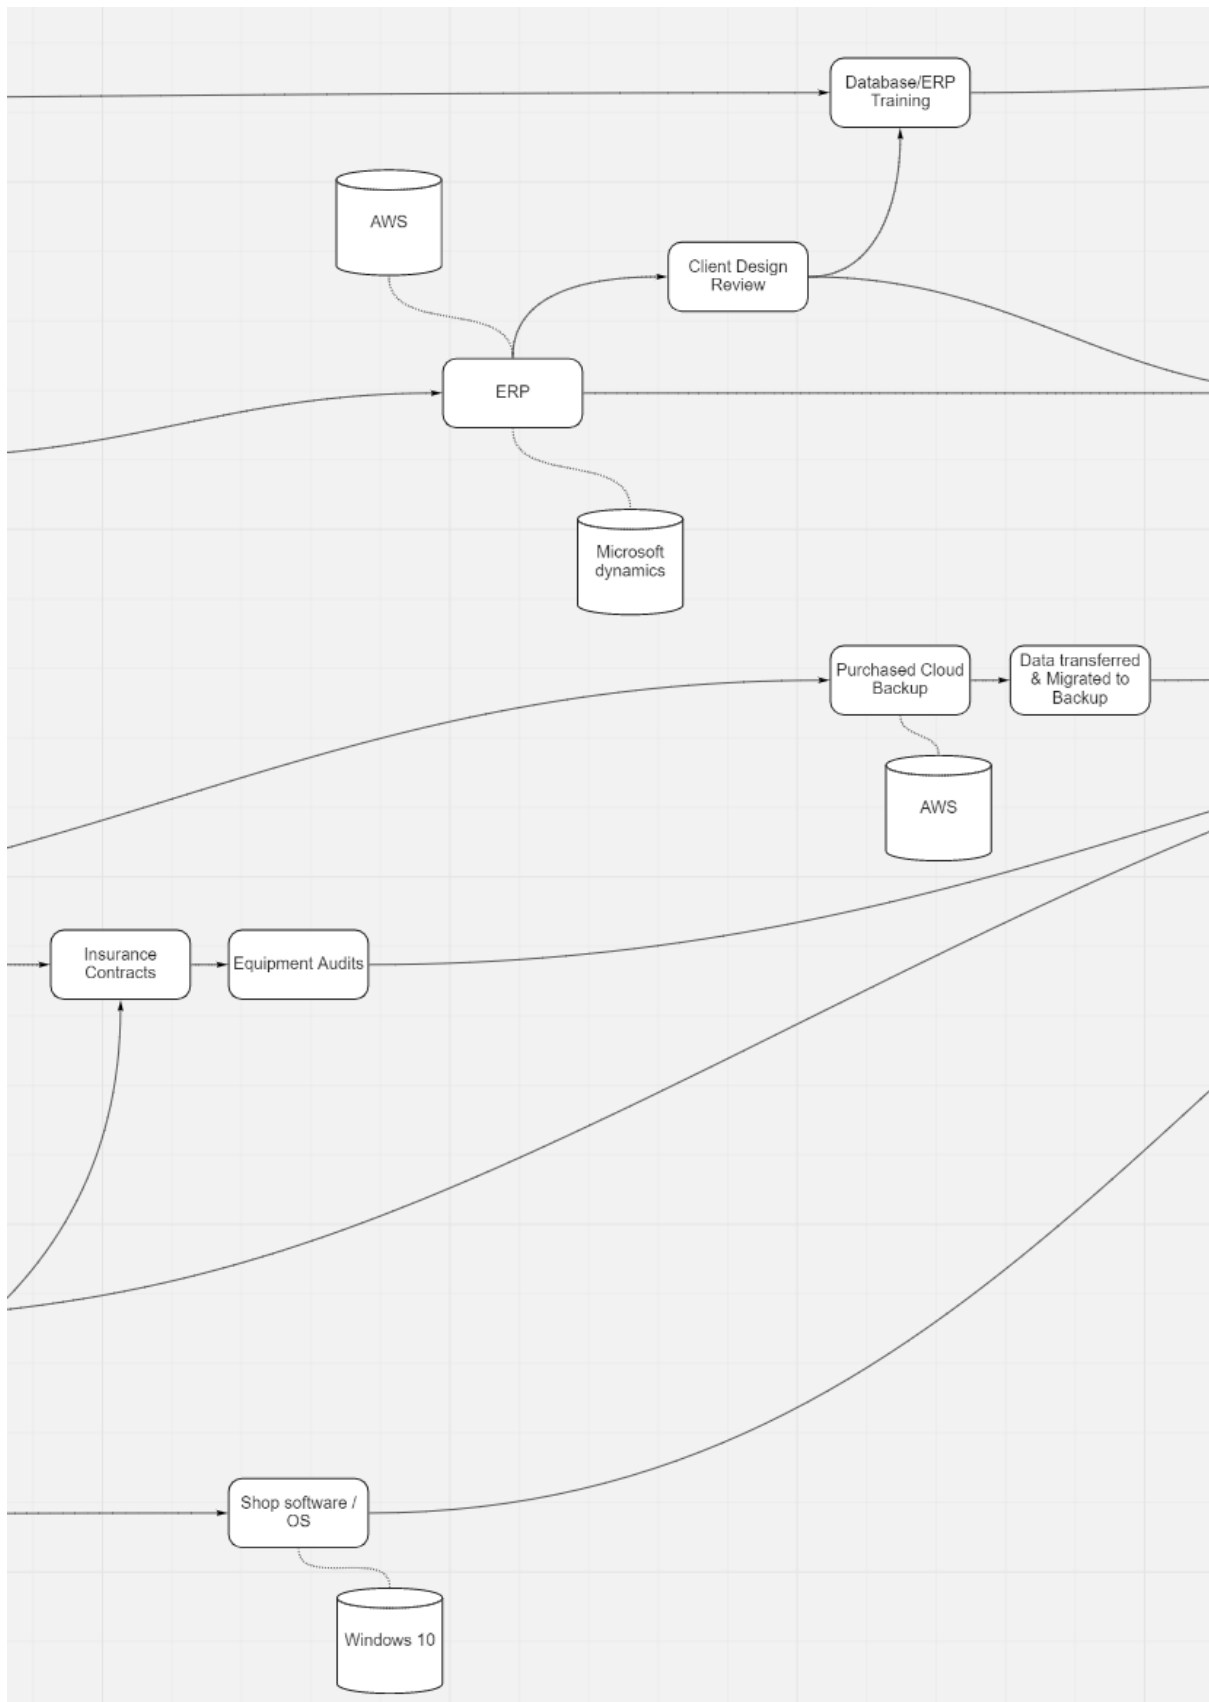 Database/ERP
Training
AWS
Client Design
Review
ERP
Microsoft
dynamics
Purchased Cloud
Backup
Data transferred
& Migrated to
Backup
AWS
Insurance
Contracts
Equipment Audits
Shop software /
OS
Windows 10